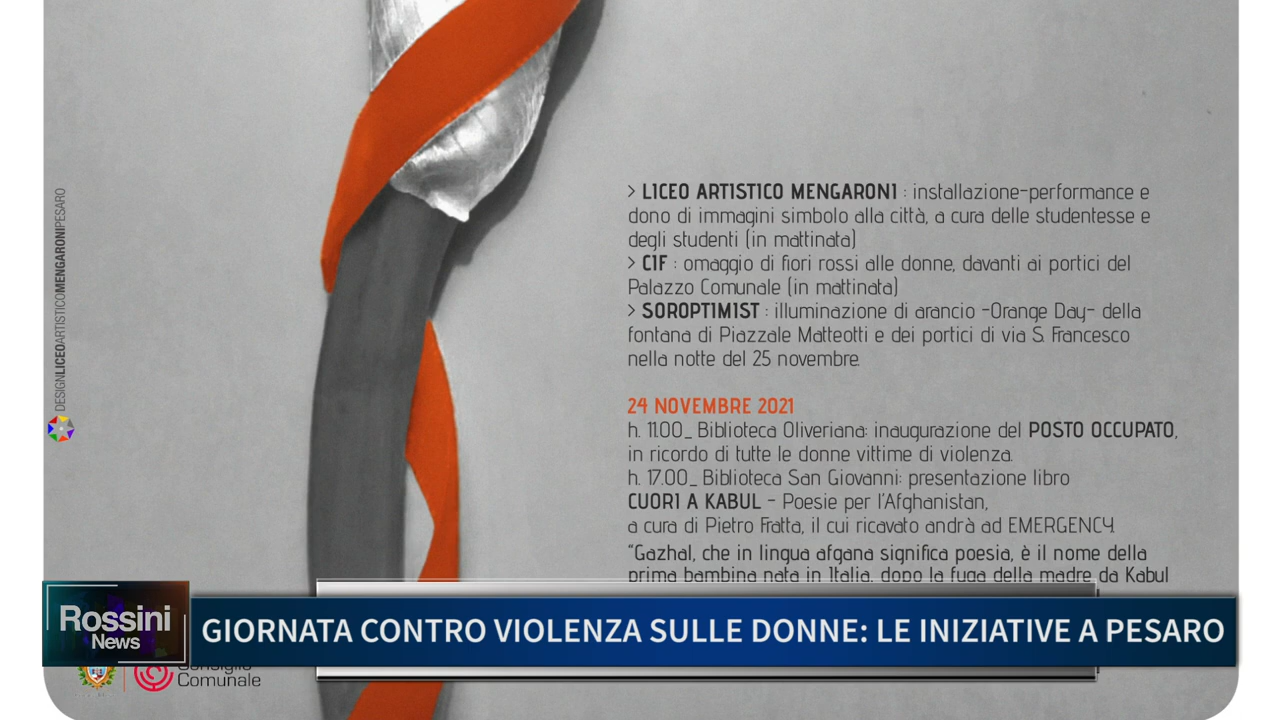 > LICEO ARTISTICO MENGARONI : installazione-performance e
dono di immagini simbolo alla città, a cura delle studentesse e
degli studenti (in mattinata)
> CIF : omaggio di fiori rossi alle donne, davanti ai portici del
Palazzo Comunale (in mattinata)
> SOROPTIMIST : illuminazione di arancio -Orange Day- della
fontana di Piazzale Matteotti e dei portici di via S. Francesco
nella notte del 25 novembre.
24 NOVEMBRE 2021
h. 11.00_ Biblioteca Oliveriana: inaugurazione del POSTO OCCUPATO,
in ricordo di tutte le donne vittime di violenza.
h. 17.00_ Biblioteca San Giovanni: presentazione libro
CUORI A KABUL - Poesie per l'Afghanistan,
a cura di Pietro Fratta, il cui ricavato andrà ad EMERGENCY.
"Gazhal, che in lingua afgana significa poesia, è il nome della
prima bambina nata in Italia, dopo la fuga della madre da Kabul
DESIGNLICEOARTISTICOMENGARONIPESARO
Rossini
News
GIORNATA CONTRO VIOLENZA SULLE DONNE: LE INIZIATIVE A PESARO
Consiglio
Comunale